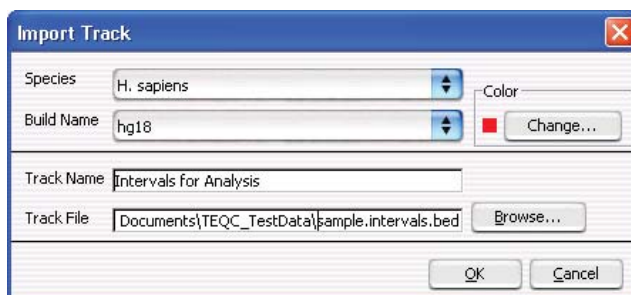 Import Track
Species
H. sapiens
Color
Build Name
hg18
Change...
Track Name
Intervals for Analysis
Track File
Documents\TEQC_TestData\sample.intervals.bed
Browse...
OK
Cancel